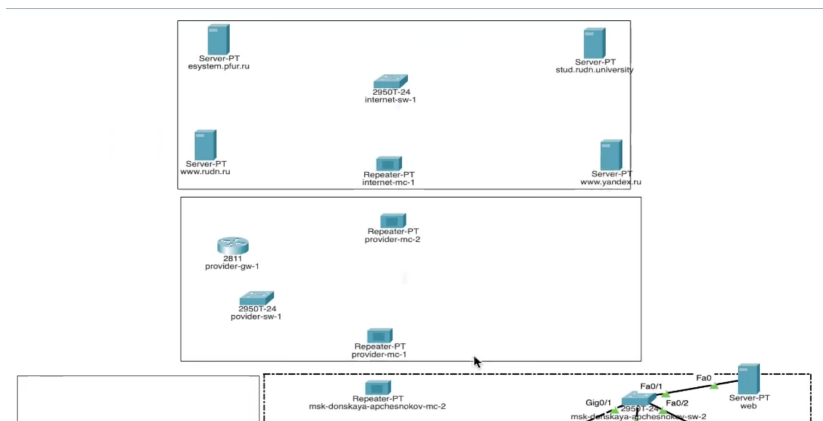 Server-PT
esystem.pfur.ru
Server-PT
stud.rudn.university
2950T-24
internet-sw-1
Server-PT
www.rudn.ru
Repeater-PT
internet-mc-1
Server-PT
www.yandex.ru
Repeater-PT
provider-mc-2
2811
provider-gw-1
2950T-24
povider-sw-1
Repeater-PT
provider-mc-1
Repeater-PT
msk-donskaya-apchesnokov-mc-2
Fa0
Fa0/1
Gig0/1
Fa0/2
2950T-24
msk-donskaya-apchesnokov-sw-2
Server-PT
web